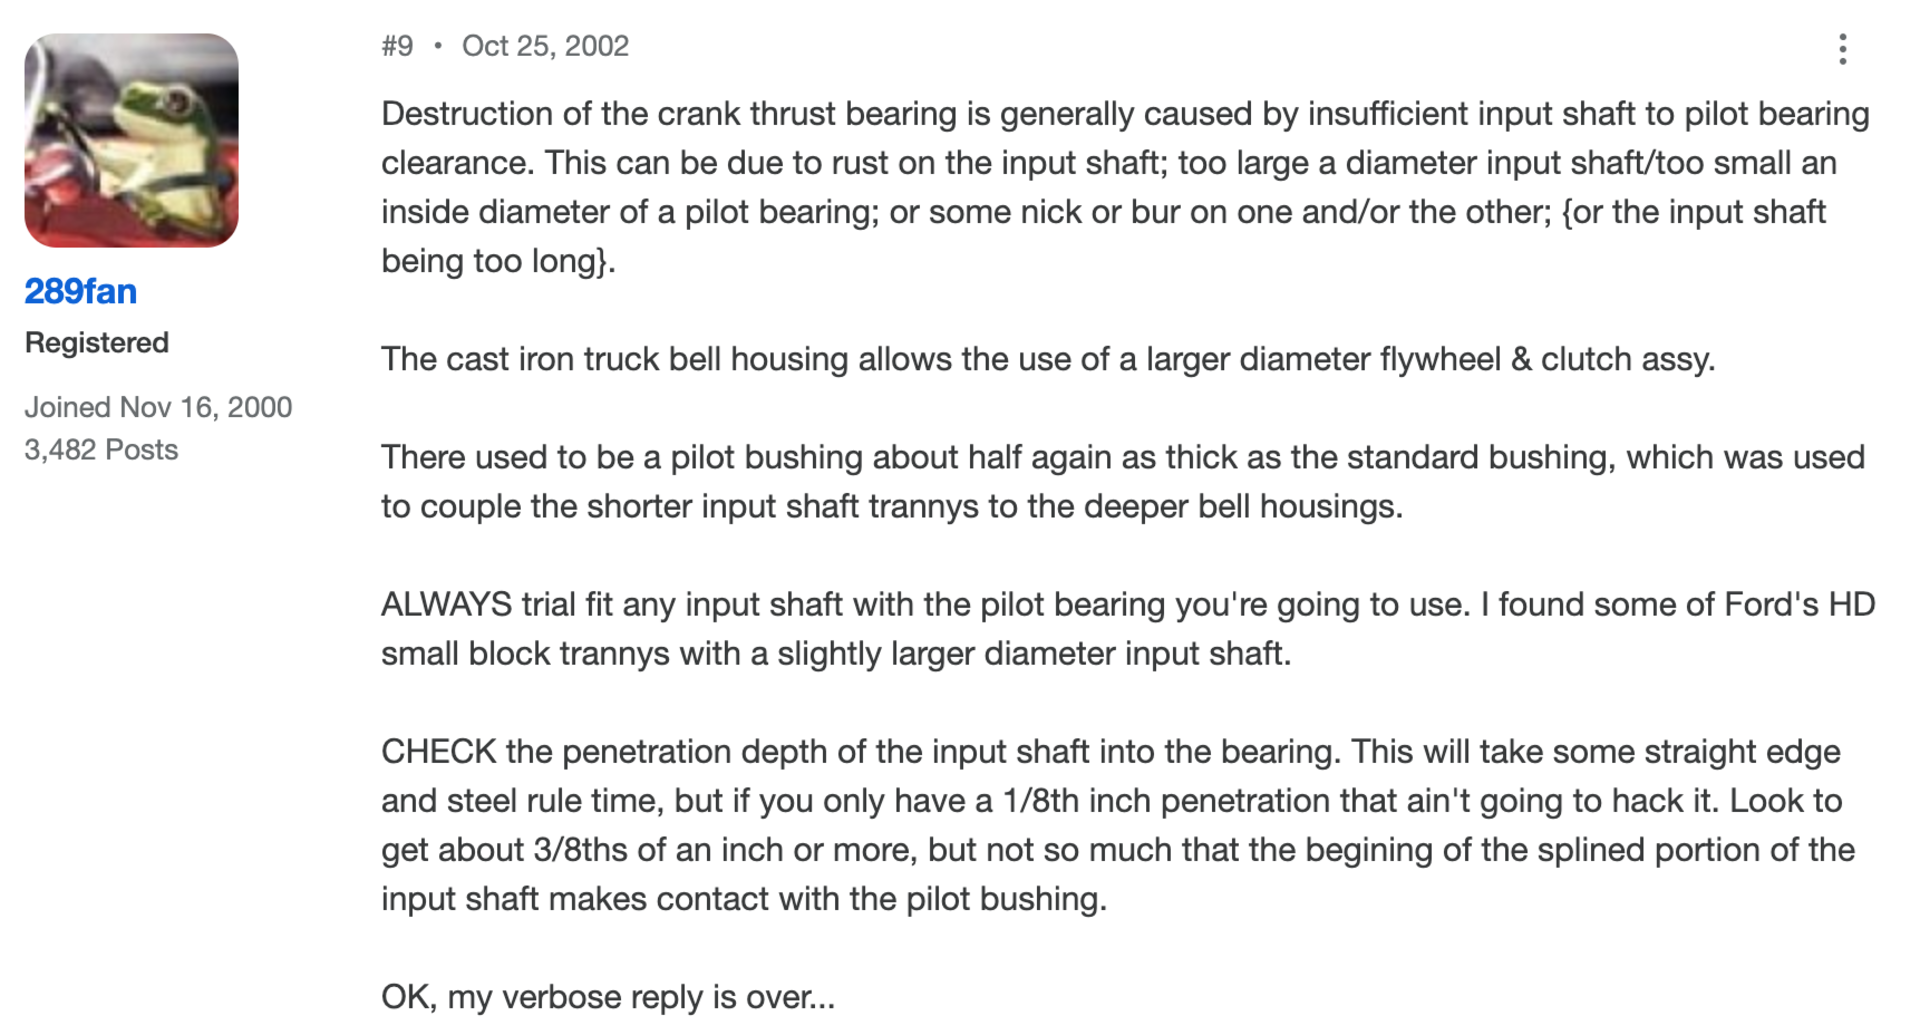 #9 • Oct 25, 2002
Destruction of the crank thrust bearing is generally caused by insufficient input shaft to pilot bearing
clearance. This can be due to rust on the input shaft; too large a diameter input shaft/too small an
inside diameter of a pilot bearing; or some nick or bur on one and/or the other; {or the input shaft
being too long}.
The cast iron truck bell housing allows the use of a larger diameter flywheel & clutch assy.
There used to be a pilot bushing about half again as thick as the standard bushing, which was used
to couple the shorter input shaft trannys to the deeper bell housings.
ALWAYS trial fit any input shaft with the pilot bearing you're going to use. I found some of Ford's HD
small block trannys with a slightly larger diameter input shaft.
CHECK the penetration depth of the input shaft into the bearing. This will take some straight edge
and steel rule time, but if you only have a 1/8th inch penetration that ain't going to hack it. Look to
get about 3/8ths of an inch or more, but not so much that the begining of the splined portion of the
input shaft makes contact with the pilot bushing.
OK, my verbose reply is over...
289fan
Registered
Joined Nov 16, 2000
3,482 Posts